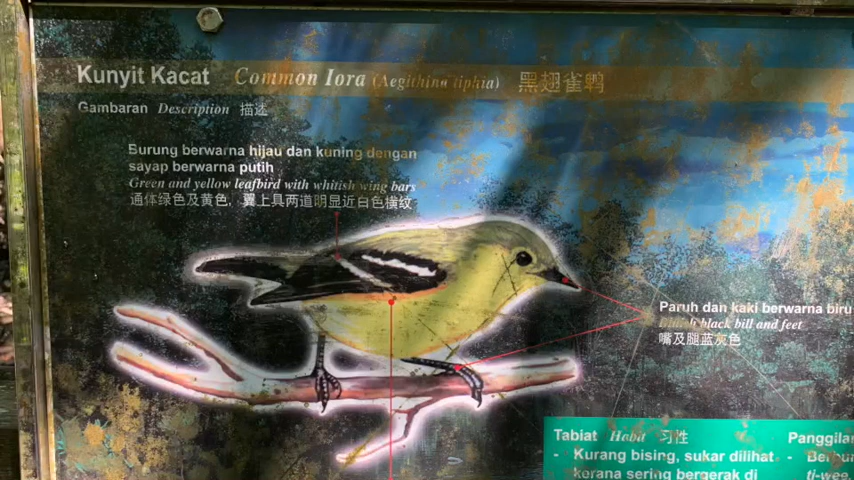 Kunyit Kacat Common Iora (Aegithina tiphia) 黑翅雀鹎
Gambaran Description 描述
Burung berwarna hijau dan kuning dengan
sayap berwarna putih
Green and yellow leafbird with whitish wing bars
通体绿色及黄色，翼上具两道明显近白色横纹
Paruh dan kaki berwarna biru
black bill and feet
嘴及腿蓝灰色
Tabiat Habit 习性
- Kurang bising, sukar dilihat
kerana sering bergerak di
Panggilan
ti-wee,